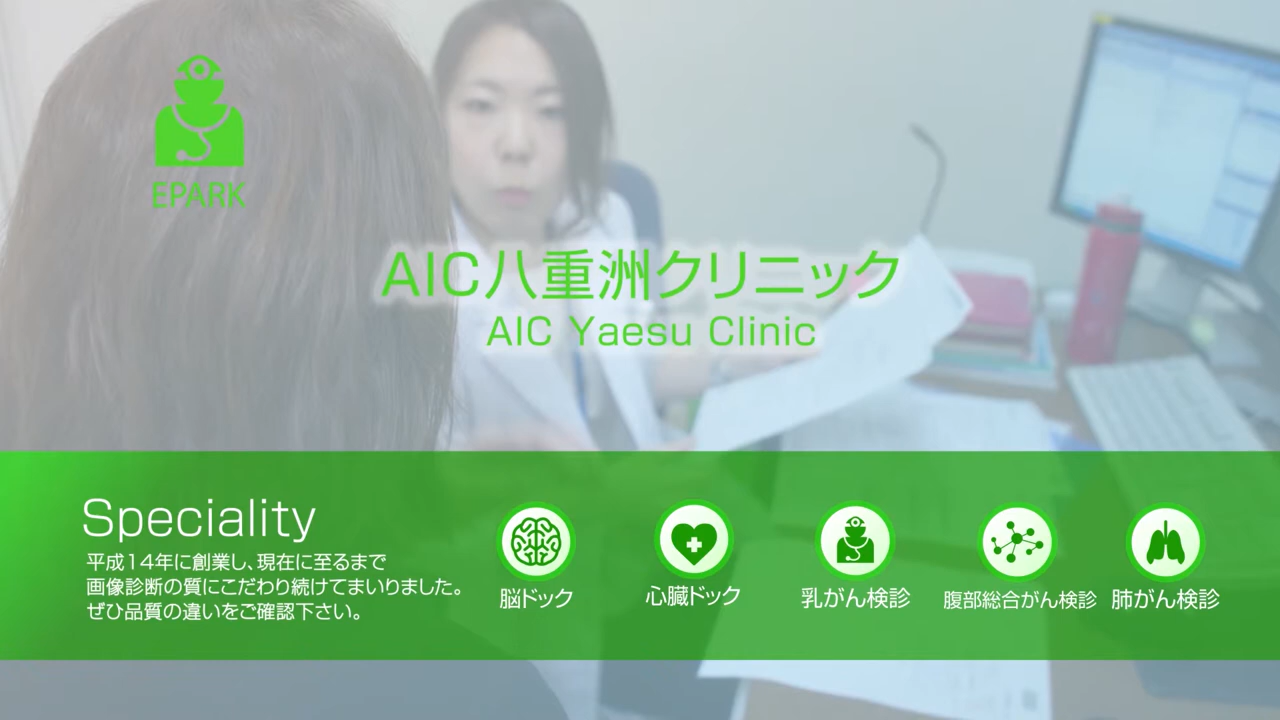 EPARK
AIC八重洲クリニック
AIC Yaesu Clinic
Speciality
平成14年に創業し、現在に至るまで
画像診断の質にこだわり続けてまいりました。
ぜひ品質の違いをご確認下さい。
脳ドック
心臓ドック
乳がん検診
腹部総合がん検診
肺がん検診